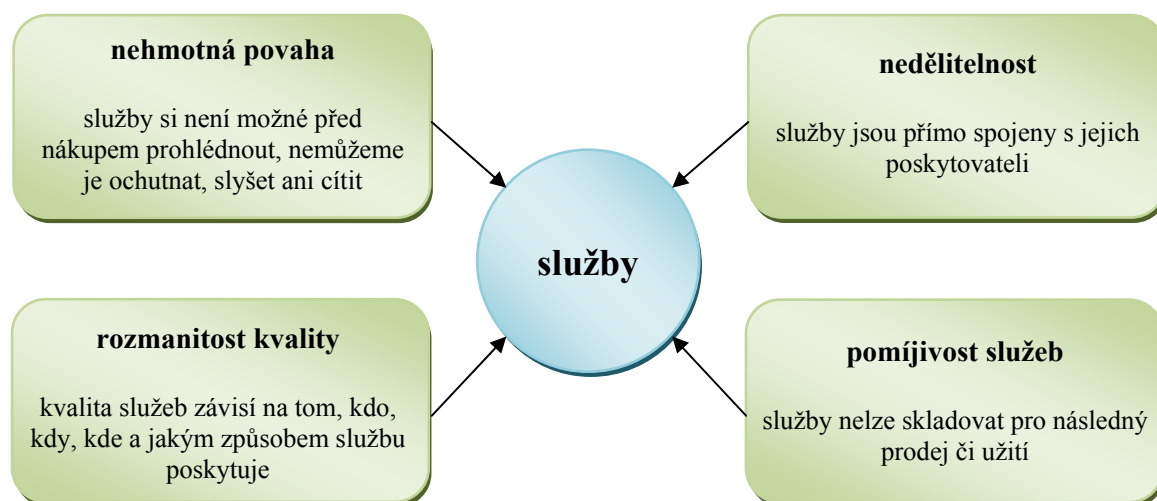 nehmotná povaha
služby si není možné před
nákupem prohlédnout, nemůžeme
je ochutnat, slyšet ani cítit
nedělitelnost
služby jsou přímo spojeny s jejich
poskytovateli
služby
rozmanitost kvality
kvalita služeb závisí na tom, kdo,
kdy, kde a jakým způsobem službu
poskytuje
pomíjivost služeb
služby nelze skladovat pro následný
prodej či užití